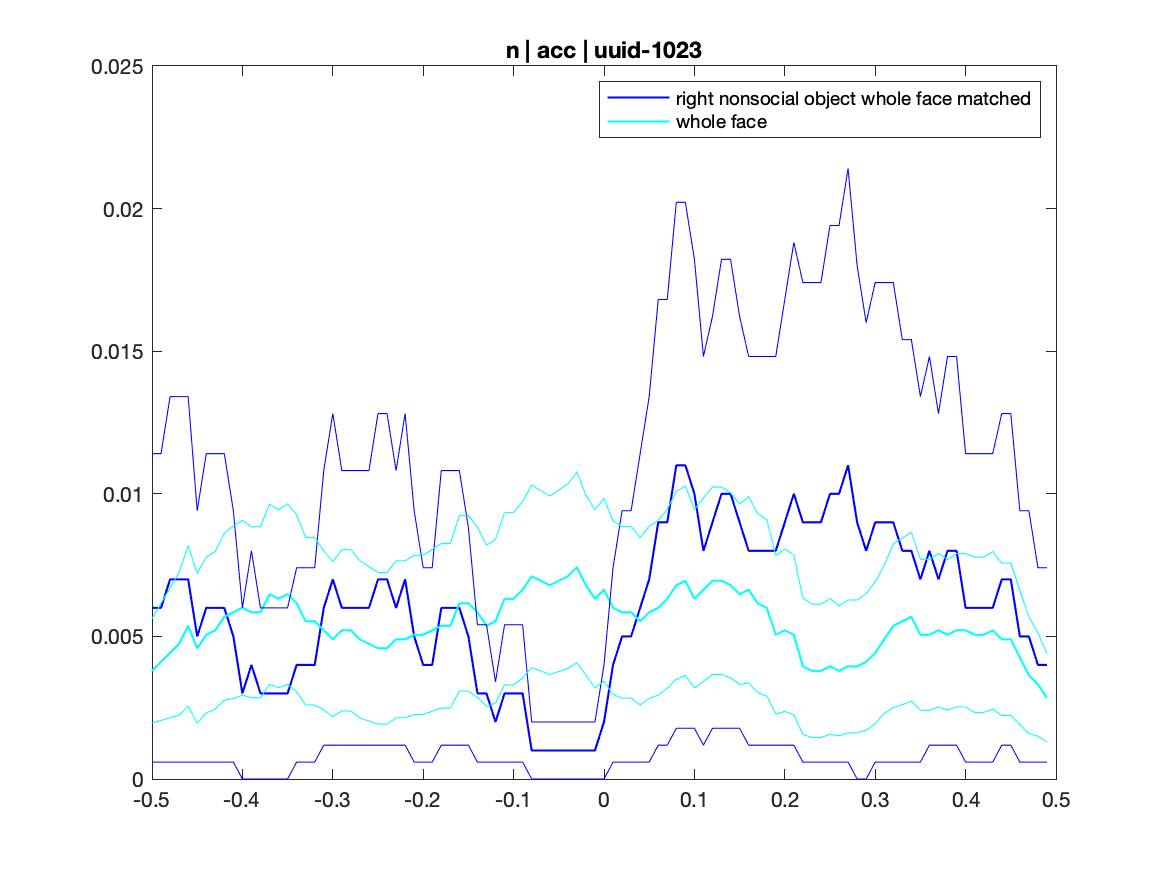 n | acc | uuid-1023
right nonsocial object whole face matched
whole face
0.025
0.02
0.015
0.01
0.005
0
-0.5 -0.4 -0.3 -0.2 -0.1 0 0.1 0.2 0.3 0.4 0.5